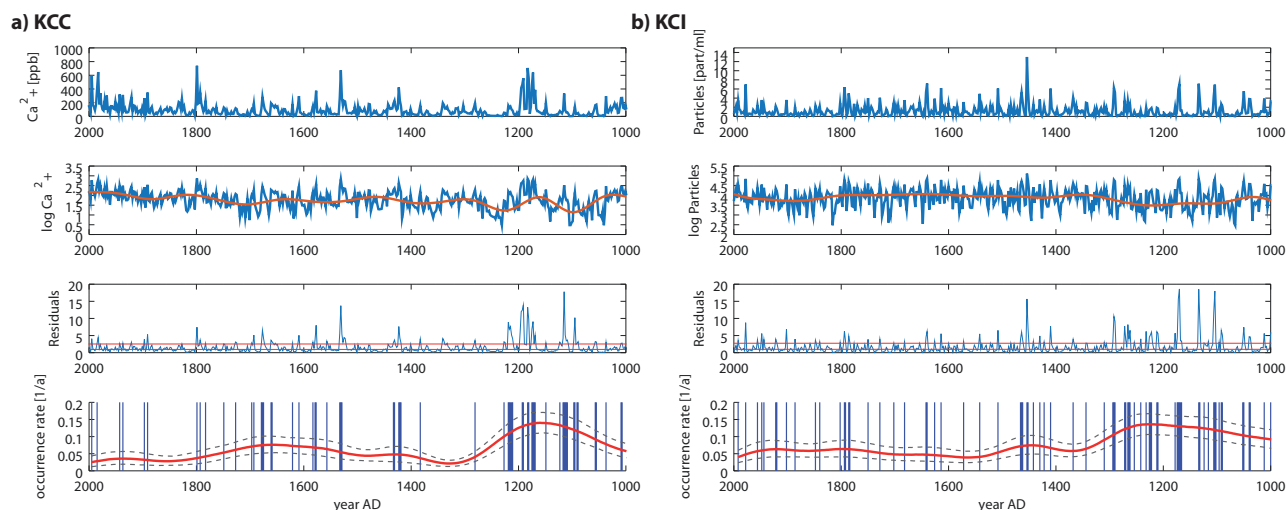 a) KCC
Ca 2+ [ppb]
1000
800
600
400
200
0
2000 1800 1600 1400 1200 1000
log Ca 2+
3.5
3
2.5
2
1.5
1
0.5
0
2000 1800 1600 1400 1200 1000
Residuals
20
15
10
5
0
2000 1800 1600 1400 1200 1000
occurrence rate [1/a]
0.2
0.15
0.1
0.05
0
2000 1800 1600 1400 1200 1000
year AD
b) KCI
Particles [part/ml]
14
12
10
8
6
4
2
0
2000 1800 1600 1400 1200 1000
log Particles
5.5
5
4.5
4
3.5
3
2.5
2
2000 1800 1600 1400 1200 1000
Residuals
20
15
10
5
0
2000 1800 1600 1400 1200 1000
occurrence rate [1/a]
0.2
0.15
0.1
0.05
0
2000 1800 1600 1400 1200 1000
year AD